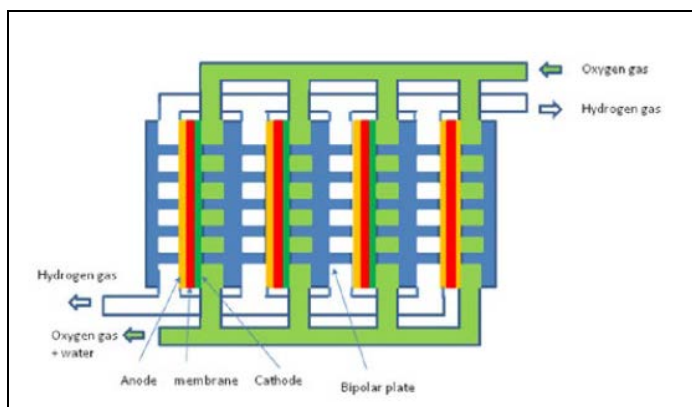 Oxygen gas
Hydrogen gas
Hydrogen gas
Oxygen gas
+ water
Anode membrane Cathode
Bipolar plate